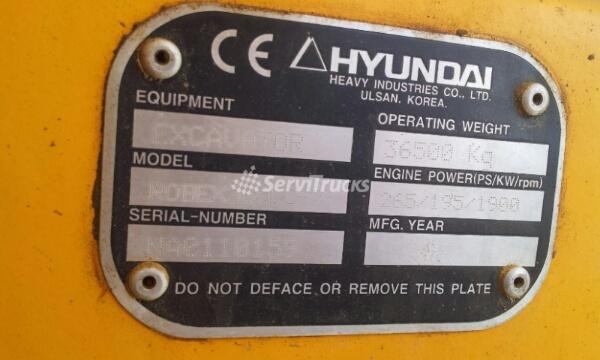 CE HYUNDAI
HEAVY INDUSTRIES CO., LTD.
ULSAN. KOREA.
EQUIPMENT
EXCAVATOR
OPERATING WEIGHT
36500 Kg
MODEL
ROBEX
ENGINE POWER(PS/KW/rpm)
265/195/1900
SERVITRUCKS
SERIAL-NUMBER
MFG. YEAR
DO NOT DEFACE OR REMOVE THIS PLATE